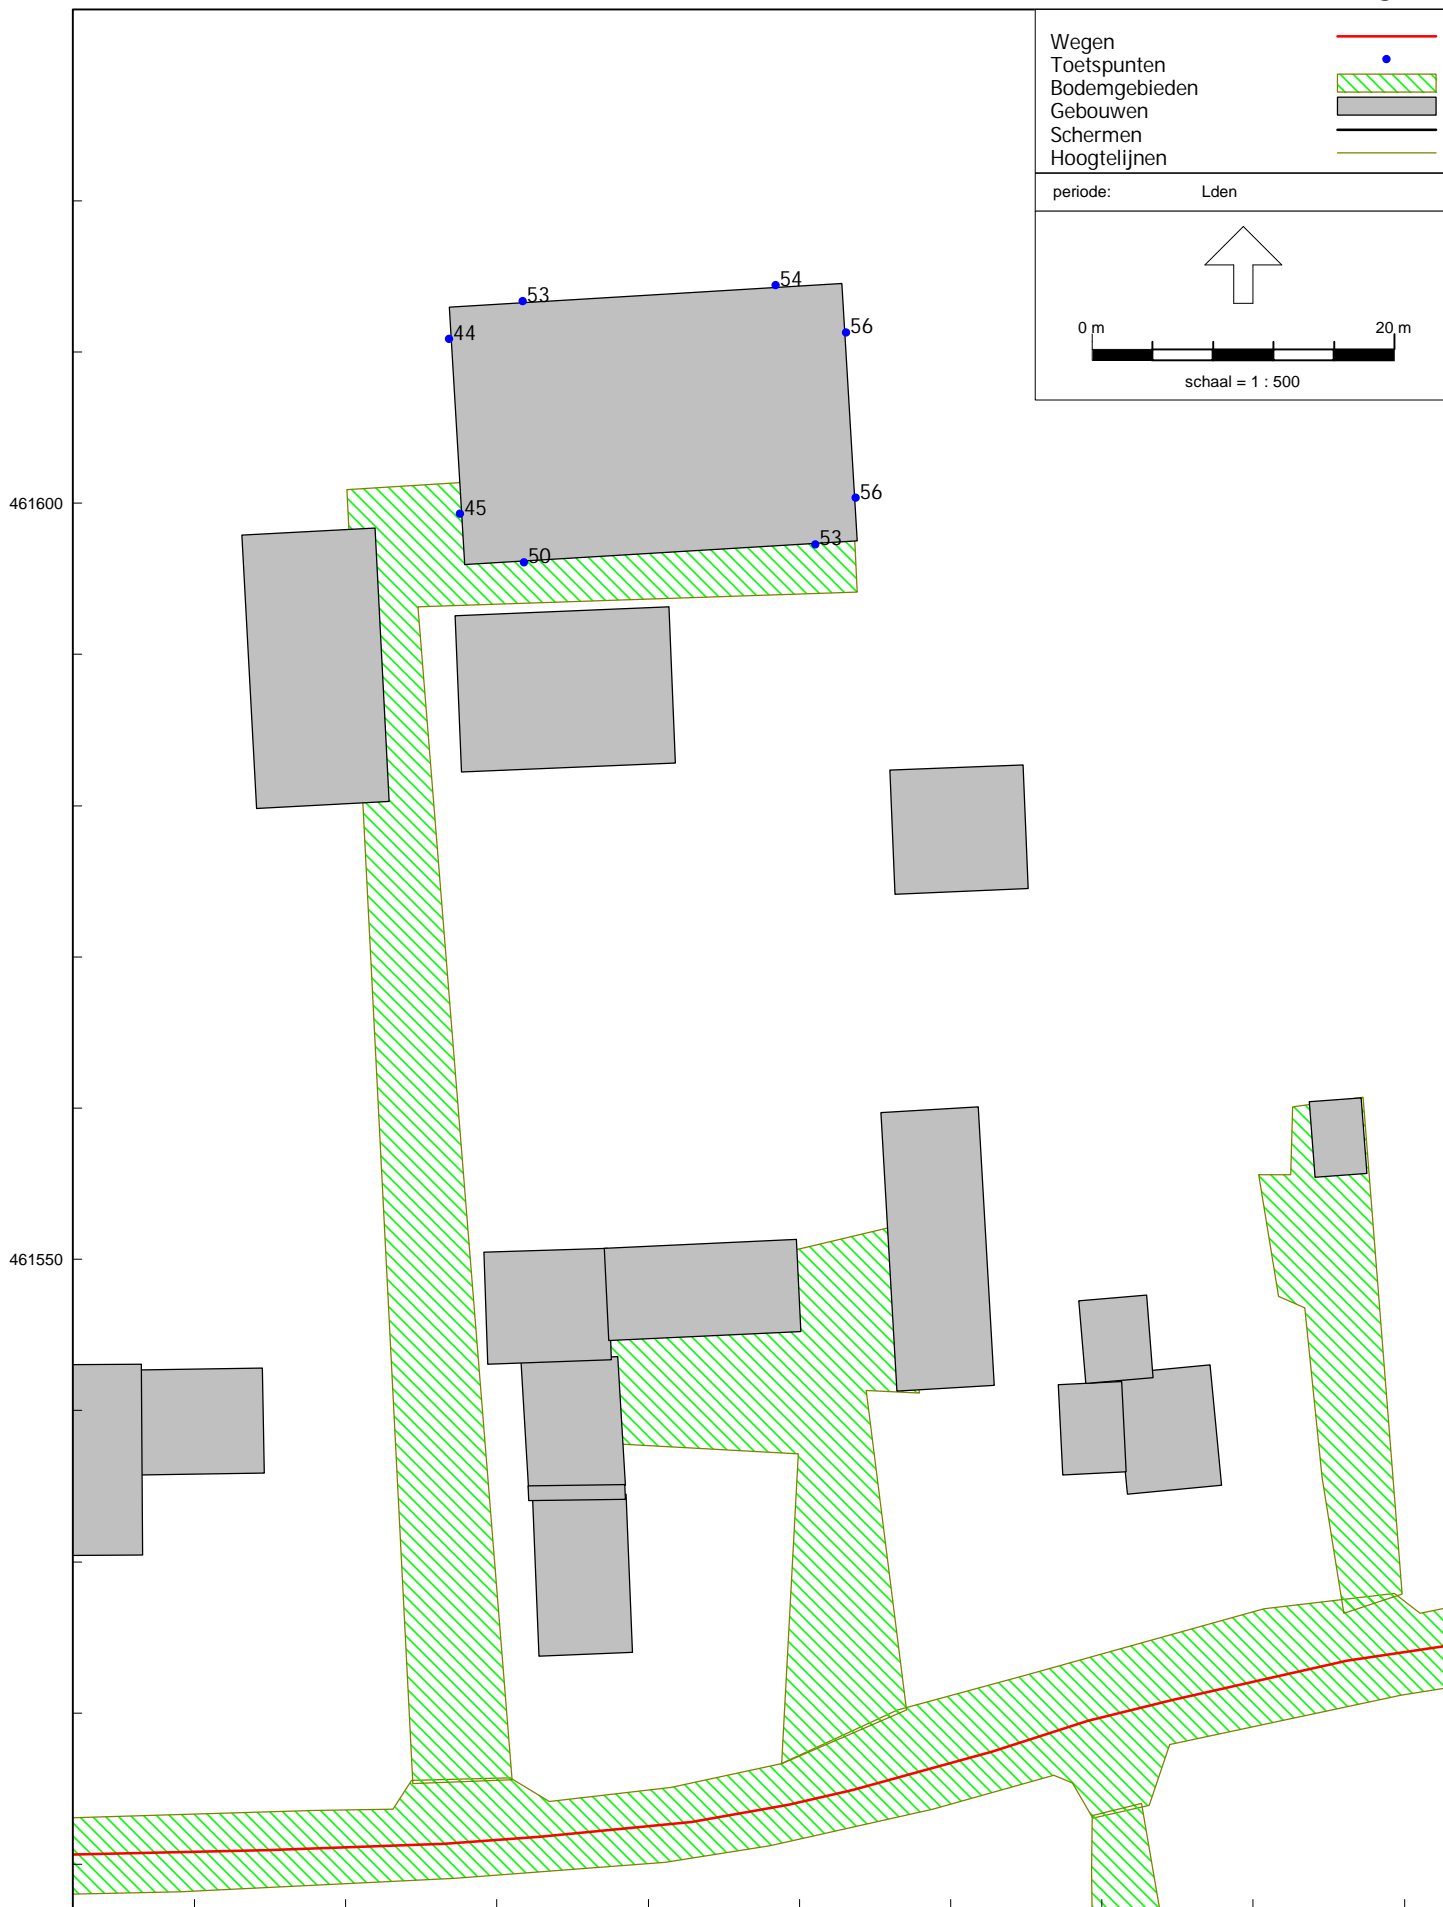 Wegen
Toetspunten
Bodemgebieden
Gebouwen
Schermen
Hoogtelijnen
periode: Lden
0 m 20 m
schaal = 1 : 500
53
54
44
56
461600
45
56
50
53
461550